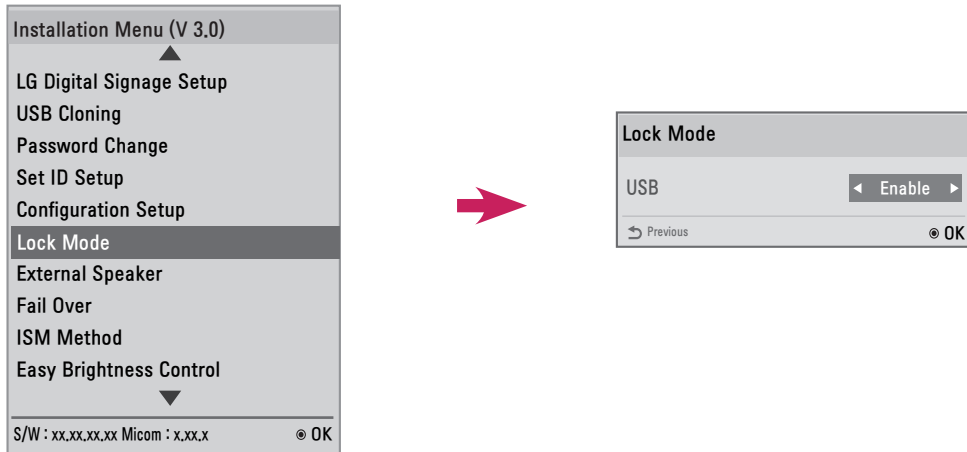 Installation Menu (V 3.0)
LG Digital Signage Setup
USB Cloning
Password Change
Set ID Setup
Configuration Setup
Lock Mode
External Speaker
Fail Over
ISM Method
Easy Brightness Control
S/W : xx.xx.xx.xx Micom : x.xx.x OK
Lock Mode
USB Enable
Previous OK